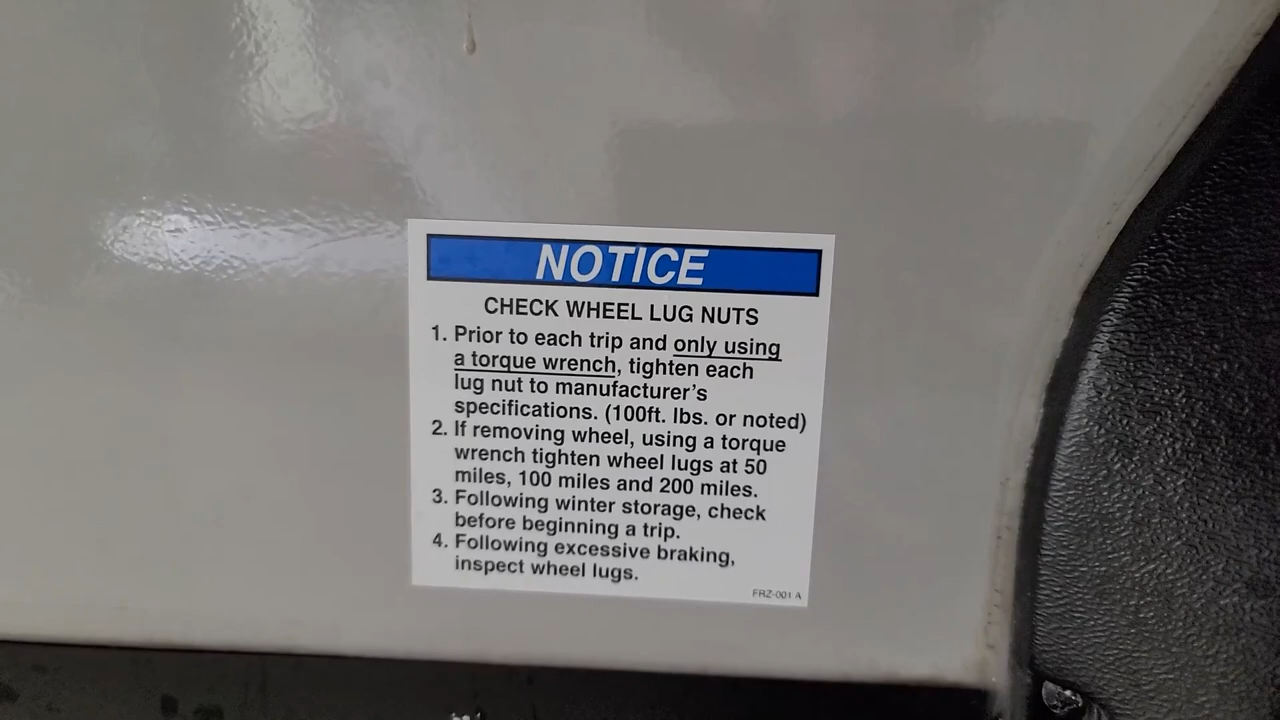 NOTICE
CHECK WHEEL LUG NUTS
1. Prior to each trip and only using
a torque wrench, tighten each
lug nut to manufacturer's
specifications. (100ft. lbs. or noted)
2. If removing wheel, using a torque
wrench tighten wheel lugs at 50
miles, 100 miles and 200 miles.
3. Following winter storage, check
before beginning a trip.
4. Following excessive braking,
inspect wheel lugs.
FRZ-001 A